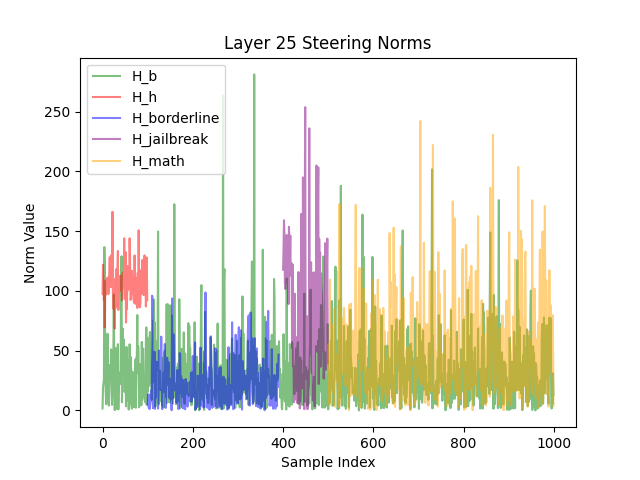 Layer 25 Steering Norms
H_b
H_h
H_borderline
H_jailbreak
H_math
Norm Value
250
200
150
100
50
0
0 200 400 600 800 1000
Sample Index